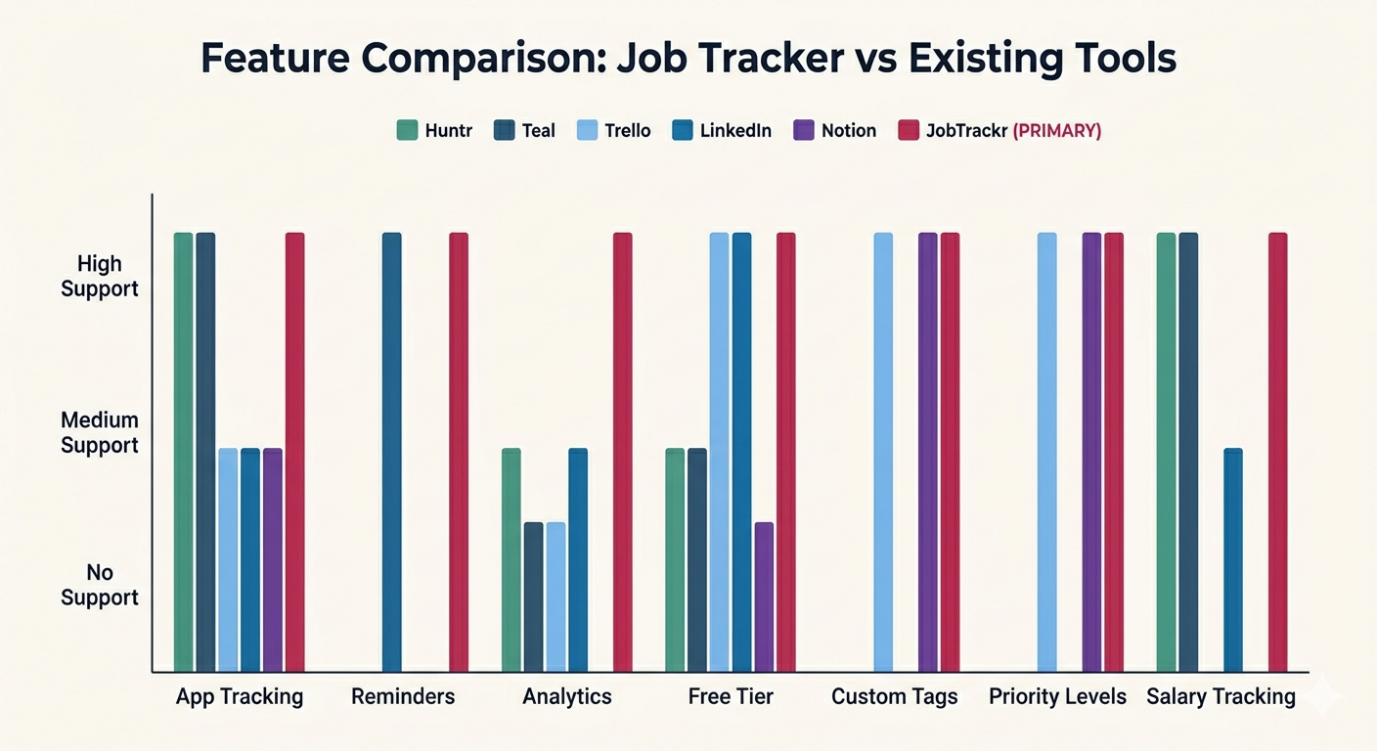 Feature Comparison: Job Tracker vs Existing Tools
Huntr Teal Trello LinkedIn Notion JobTrackr (PRIMARY)
High
Support
Medium
Support
No
Support
App Tracking Reminders Analytics Free Tier Custom Tags Priority Levels Salary Tracking